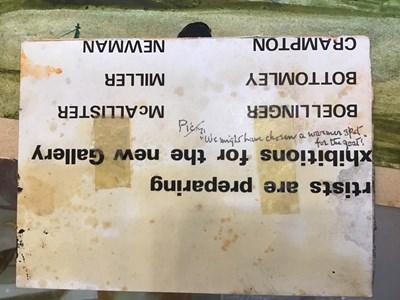 rtists are preparing
xhibitions for the new Gallery
BOELLINGER McALLISTER
BOTTOMLEY MILLER
CRAMPTON NEWMAN
"We might have chosen a warmer spot
for the goat!